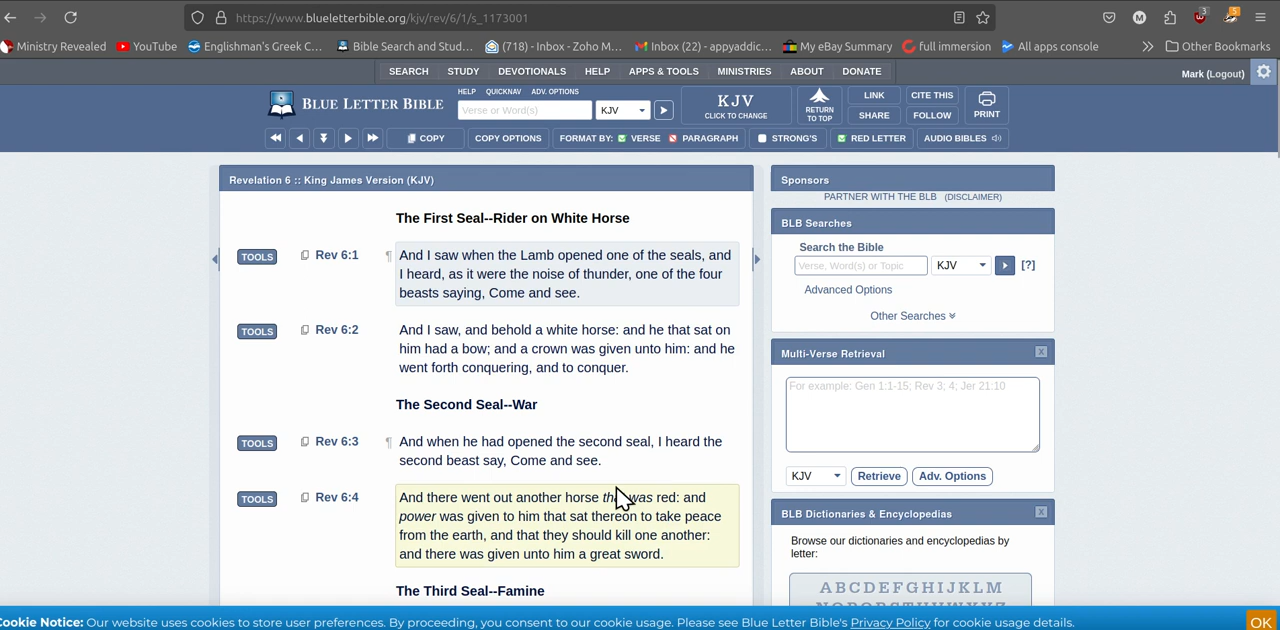 https://www.blueletterbible.org/kjv/rev/6/1/s_1173001
M
3
5
Ministry Revealed
YouTube
Englishman's Greek C...
Bible Search and Stud...
(718) - Inbox - Zoho M...
Inbox (22) - appyaddic...
My eBay Summary
full immersion
All apps console
Other Bookmarks
SEARCH STUDY DEVOTIONALS HELP APPS & TOOLS MINISTRIES ABOUT DONATE
Mark (Logout)
BLUE LETTER BIBLE
HELP QUICKNAV ADV. OPTIONS
Verse or Word(s)
KJV
KJV
CLICK TO CHANGE
RETURN
TO TOP
LINK
CITE THIS
SHARE
FOLLOW
PRINT
COPY
COPY OPTIONS
FORMAT BY: VERSE PARAGRAPH
STRONG'S
RED LETTER
AUDIO BIBLES
Revelation 6 :: King James Version (KJV)
The First Seal--Rider on White Horse
TOOLS Rev 6:1 ¶ And I saw when the Lamb opened one of the seals, and
I heard, as it were the noise of thunder, one of the four
beasts saying, Come and see.
TOOLS Rev 6:2 And I saw, and behold a white horse: and he that sat on
him had a bow; and a crown was given unto him: and he
went forth conquering, and to conquer.
The Second Seal--War
TOOLS Rev 6:3 ¶ And when he had opened the second seal, I heard the
second beast say, Come and see.
TOOLS Rev 6:4 And there went out another horse that was red: and
power was given to him that sat thereon to take peace
from the earth, and that they should kill one another:
and there was given unto him a great sword.
The Third Seal--Famine
Sponsors
PARTNER WITH THE BLB (DISCLAIMER)
BLB Searches
Search the Bible
Verse, Word(s) or Topic
KJV
[?]
Advanced Options
Other Searches
Multi-Verse Retrieval
X
For example: Gen 1:1-15; Rev 3; 4; Jer 21:10
KJV
Retrieve
Adv. Options
BLB Dictionaries & Encyclopedias
X
Browse our dictionaries and encyclopedias by
letter:
A B C D E F G H I J K L M
N O P Q R S T U V W X Y Z
Cookie Notice: Our website uses cookies to store user preferences. By proceeding, you consent to our cookie usage. Please see Blue Letter Bible's Privacy Policy for cookie usage details.
OK